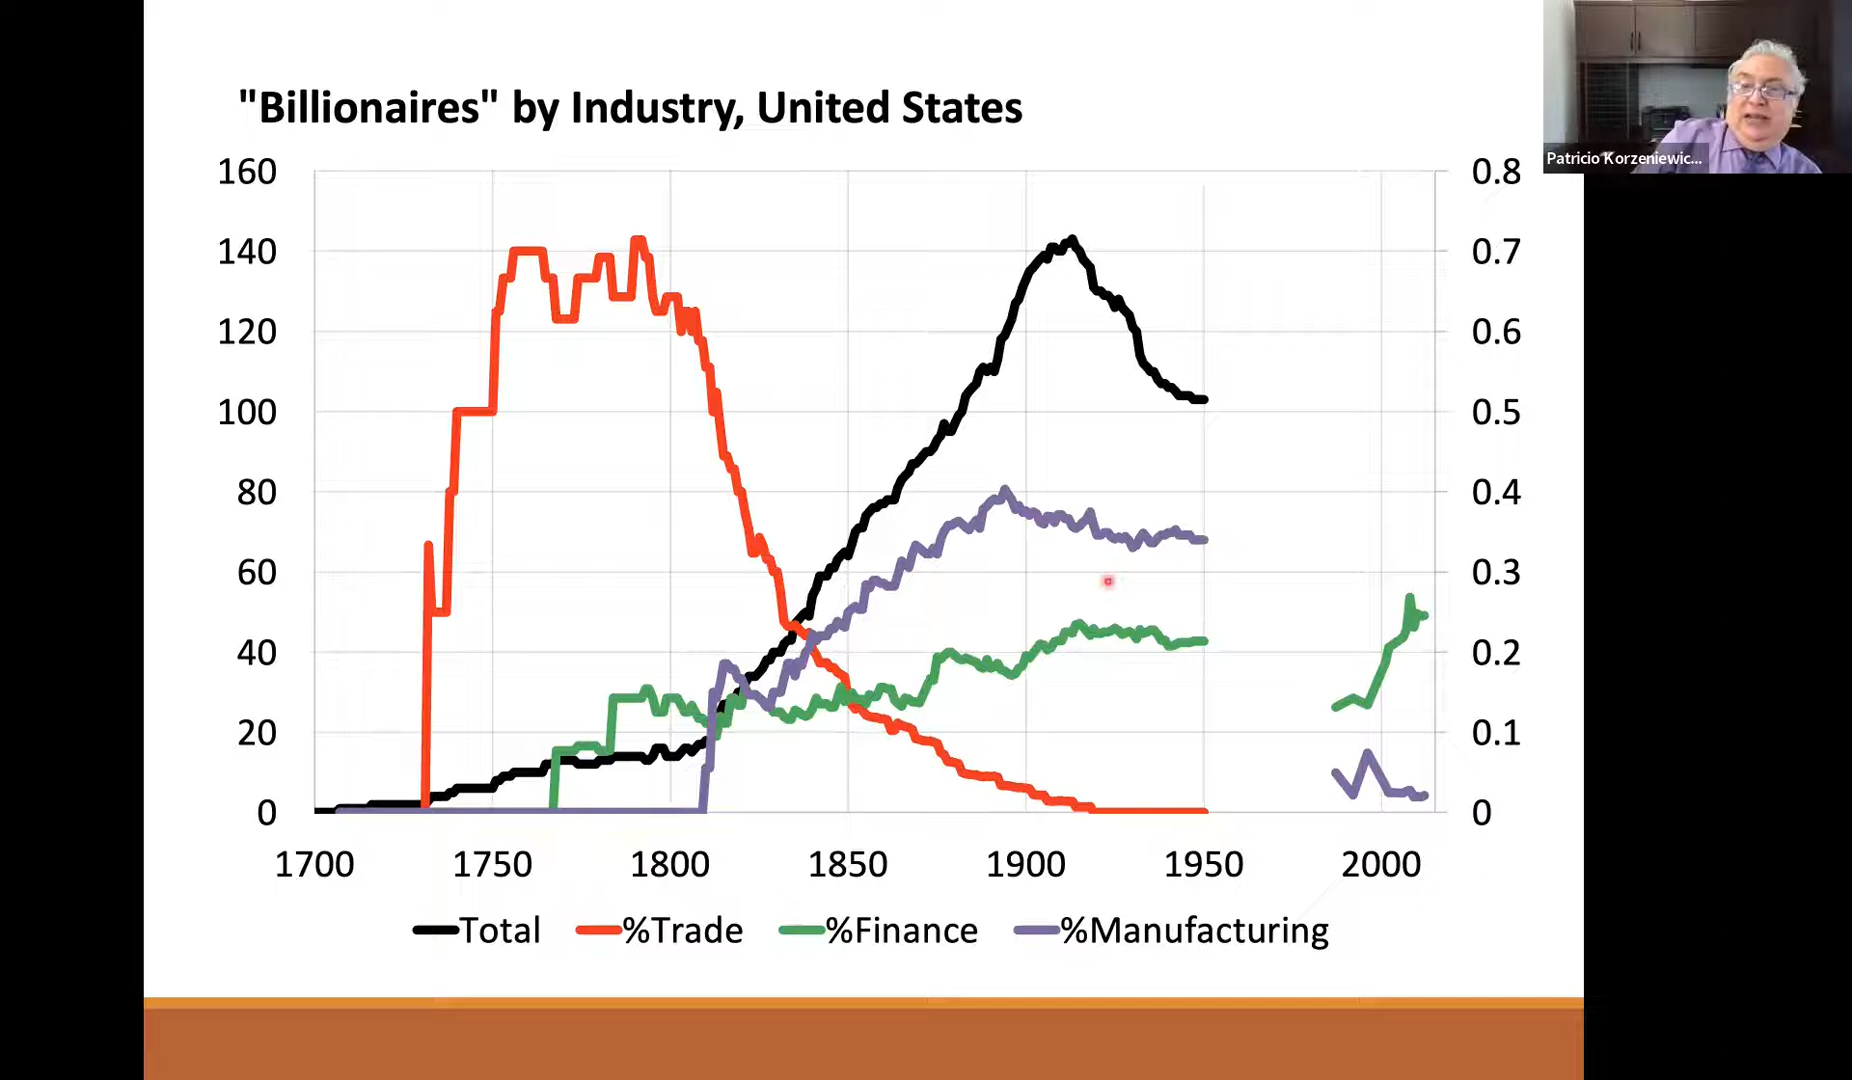 "Billionaires" by Industry, United States
Patricio Korzeniewic...
160 0.8
140 0.7
120 0.6
100 0.5
80 0.4
60 0.3
40 0.2
20 0.1
0 0
1700 1750 1800 1850 1900 1950 2000
Total %Trade %Finance %Manufacturing